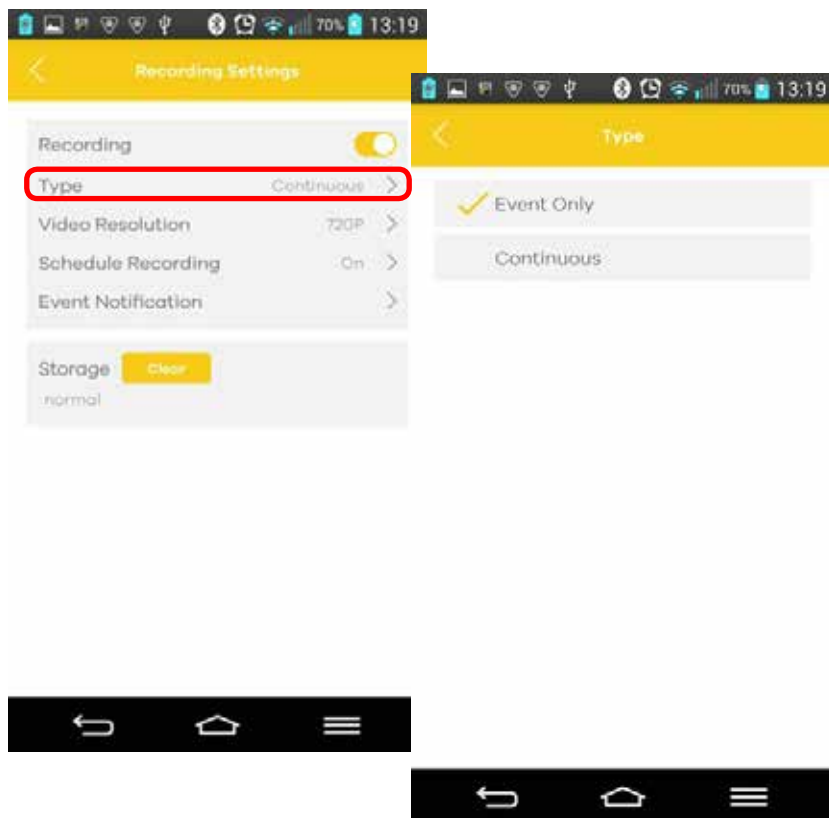 70% 13:19
Recording Settings
Recording
Type Continuous
Video Resolution 720P
Schedule Recording On
Event Notification
Storage Clear
normal
70% 13:19
Type
Event Only
Continuous